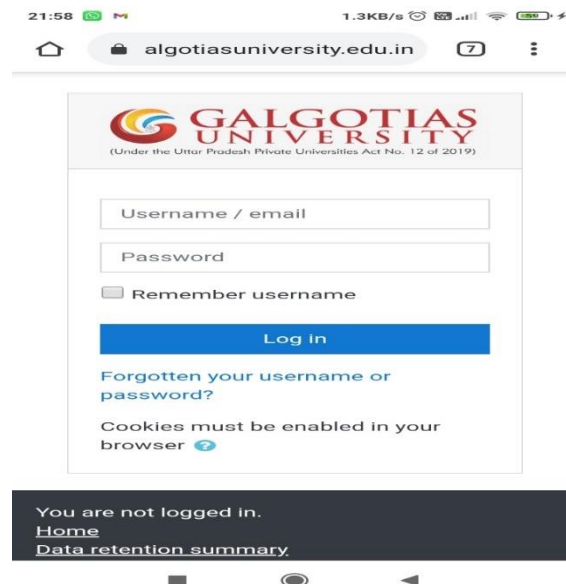 21:58 1.3KB/s
algotiasuniversity.edu.in 7
GALGOTIAS
UNIVERSITY
(Under the Uttar Pradesh Private Universities Act No. 12 of 2019)
Username / email
Password
Remember username
Log in
Forgotten your username or
password?
Cookies must be enabled in your
browser ?
You are not logged in.
Home
Data retention summary